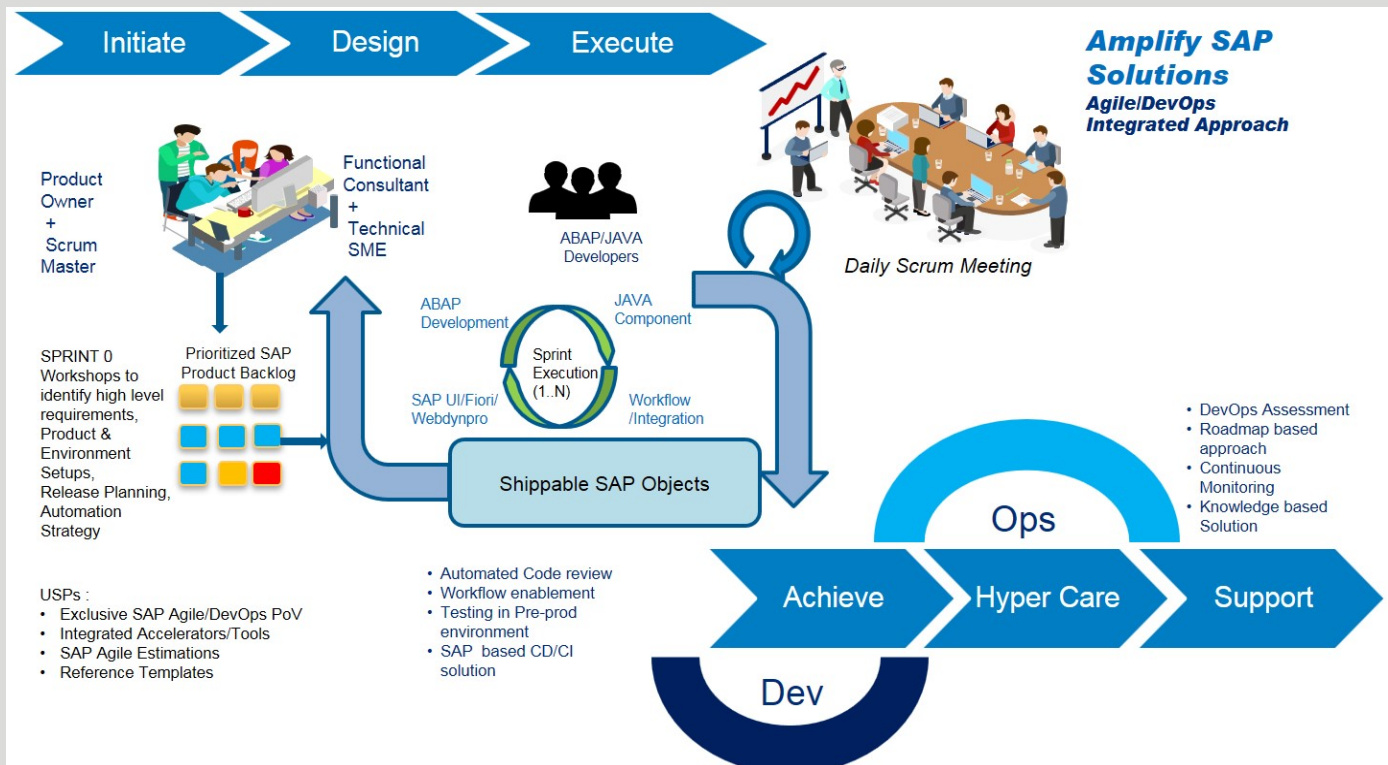 Initiate
Design
Execute
Amplify SAP
Solutions
Agile/DevOps
Integrated Approach
Product
Owner
+
Scrum
Master
Functional
Consultant
+
Technical
SME
ABAP/JAVA
Developers
Daily Scrum Meeting
ABAP
Development
JAVA
Component
Sprint
Execution
(1..N)
SAP UI/Fiori/
Webdynpro
Workflow
/Integration
SPRINT 0
Workshops to
identify high level
requirements,
Product &
Environment
Setups,
Release Planning,
Automation
Strategy
Prioritized SAP
Product Backlog
Shippable SAP Objects
• DevOps Assessment
• Roadmap based
approach
• Continuous
Monitoring
• Knowledge based
Solution
Ops
Achieve
Hyper Care
Support
Dev
• Automated Code review
• Workflow enablement
• Testing in Pre-prod
environment
• SAP based CD/CI
solution
USPs :
• Exclusive SAP Agile/DevOps PoV
• Integrated Accelerators/Tools
• SAP Agile Estimations
• Reference Templates